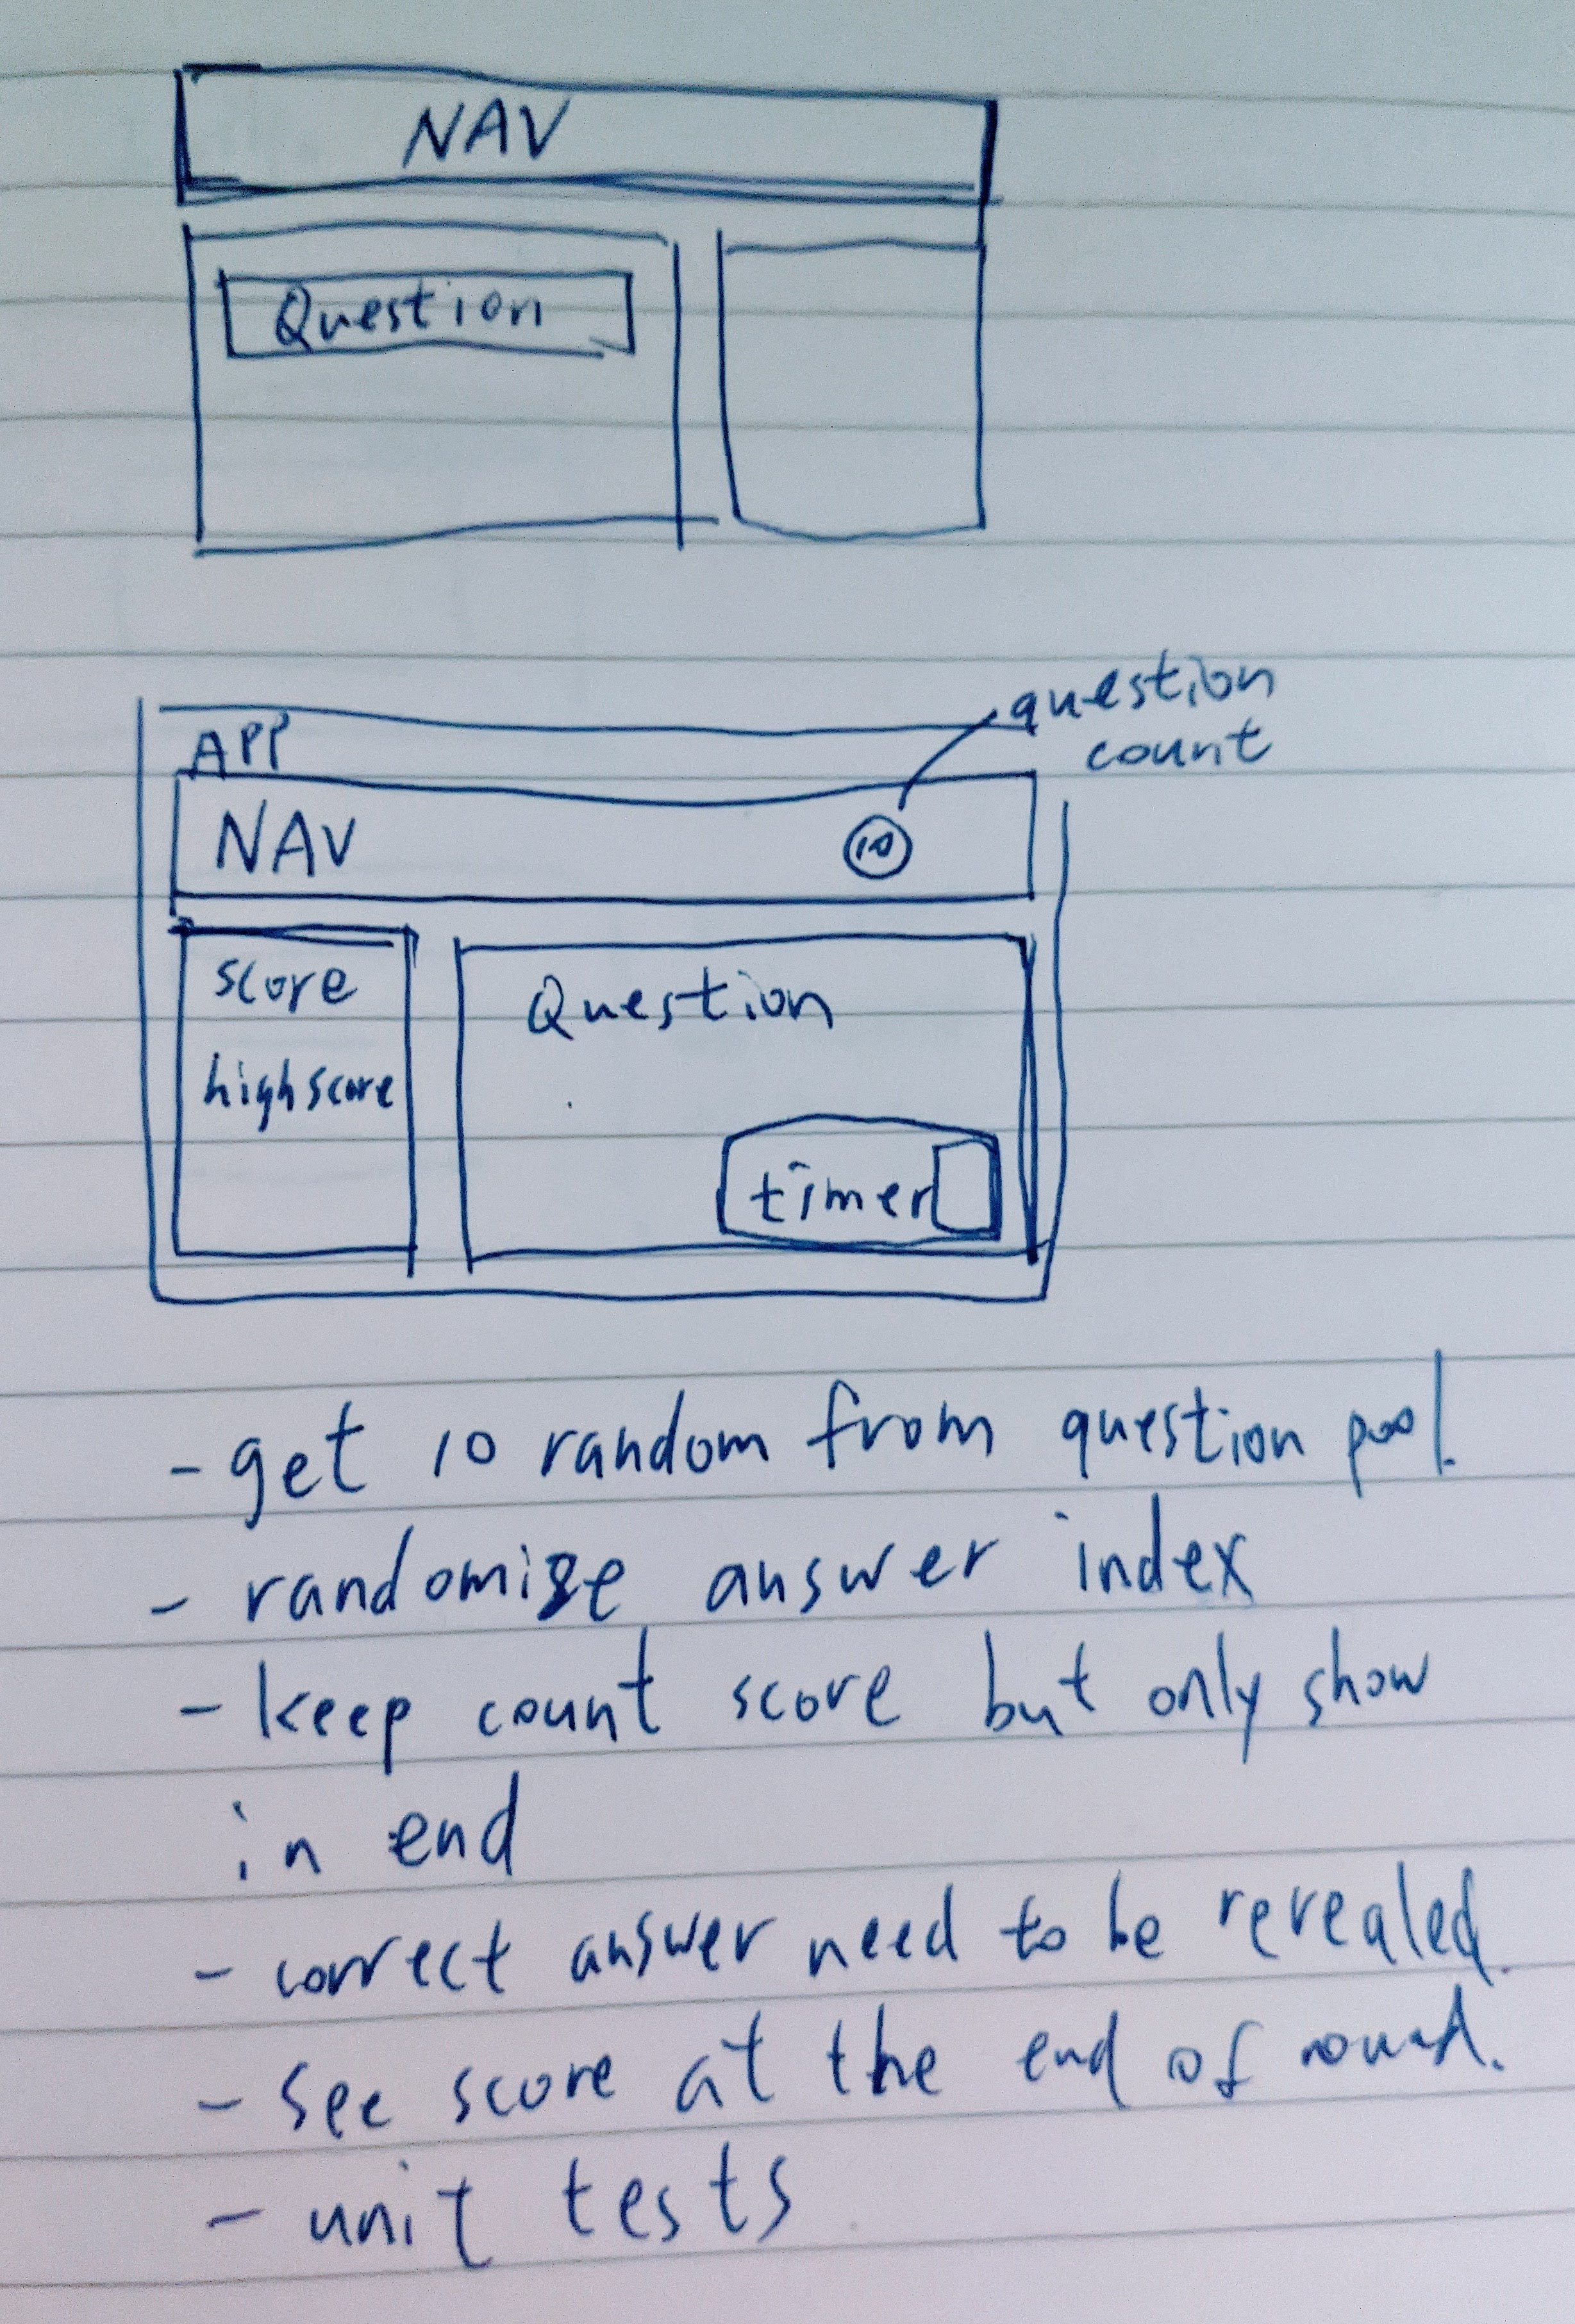 NAV
Question
question
count
APP
NAV
10
score
highscore
Question
timer
- get 10 random from question pool.
- randomize answer index
- keep count score but only show
in end
- correct answer need to be revealed.
- see score at the end of round.
- unit tests